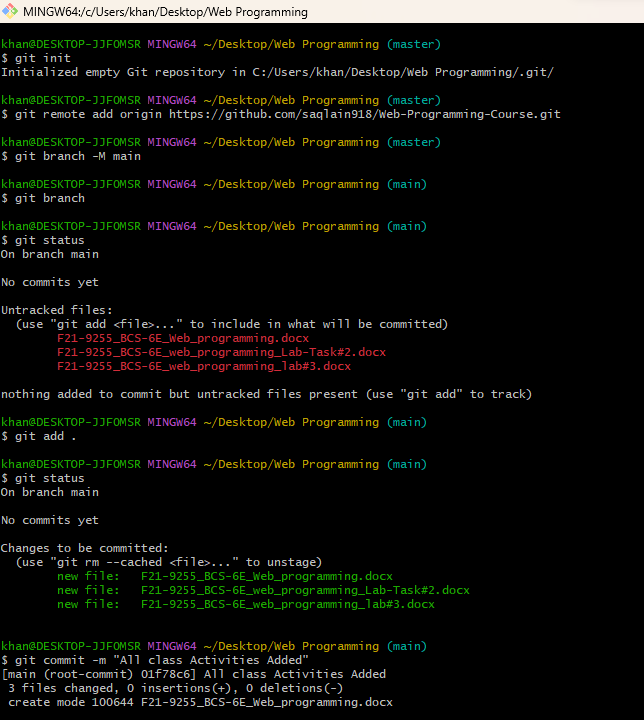 MINGW64:/c/Users/khan/Desktop/Web Programming
khan@DESKTOP-JJFOMSR MINGW64 ~/Desktop/Web Programming (master)
$ git init
Initialized empty Git repository in C:/Users/khan/Desktop/Web Programming/.git/
khan@DESKTOP-JJFOMSR MINGW64 ~/Desktop/Web Programming (master)
$ git remote add origin https://github.com/saqlain918/Web-Programming-Course.git
khan@DESKTOP-JJFOMSR MINGW64 ~/Desktop/Web Programming (master)
$ git branch -M main
khan@DESKTOP-JJFOMSR MINGW64 ~/Desktop/Web Programming (main)
$ git branch
khan@DESKTOP-JJFOMSR MINGW64 ~/Desktop/Web Programming (main)
$ git status
On branch main
No commits yet
Untracked files:
(use "git add <file>..." to include in what will be committed)
F21-9255_BCS-6E_Web_programming.docx
F21-9255_BCS-6E_web_programming_Lab-Task#2.docx
F21-9255_BCS-6E_web_programming_lab#3.docx
nothing added to commit but untracked files present (use "git add" to track)
khan@DESKTOP-JJFOMSR MINGW64 ~/Desktop/Web Programming (main)
$ git add .
khan@DESKTOP-JJFOMSR MINGW64 ~/Desktop/Web Programming (main)
$ git status
On branch main
No commits yet
Changes to be committed:
(use "git rm --cached <file>..." to unstage)
new file: F21-9255_BCS-6E_Web_programming.docx
new file: F21-9255_BCS-6E_web_programming_Lab-Task#2.docx
new file: F21-9255_BCS-6E_web_programming_lab#3.docx
khan@DESKTOP-JJFOMSR MINGW64 ~/Desktop/Web Programming (main)
$ git commit -m "All class Activities Added"
[main (root-commit) 01f78c6] All class Activities Added
3 files changed, 0 insertions(+), 0 deletions(-)
create mode 100644 F21-9255_BCS-6E_Web_programming.docx